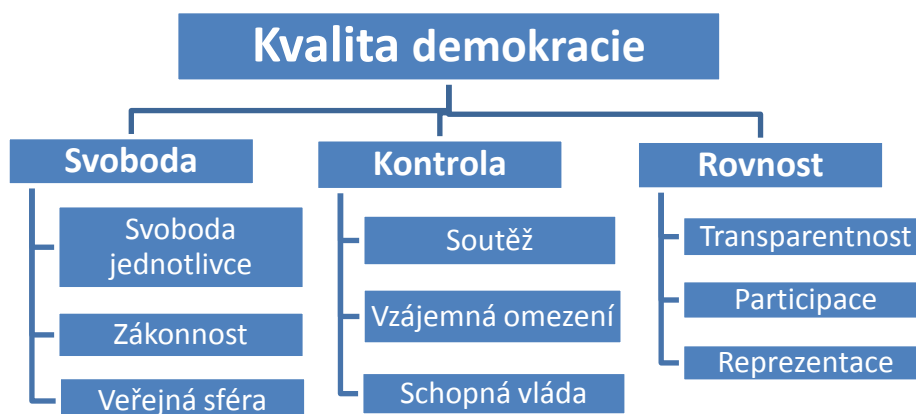 Kvalita demokracie
Svoboda
Kontrola
Rovnost
Svoboda
jednotlivce
Zákonnost
Veřejná sféra
Soutěž
Vzájemná omezení
Schopná vláda
Transparentnost
Participace
Reprezentace